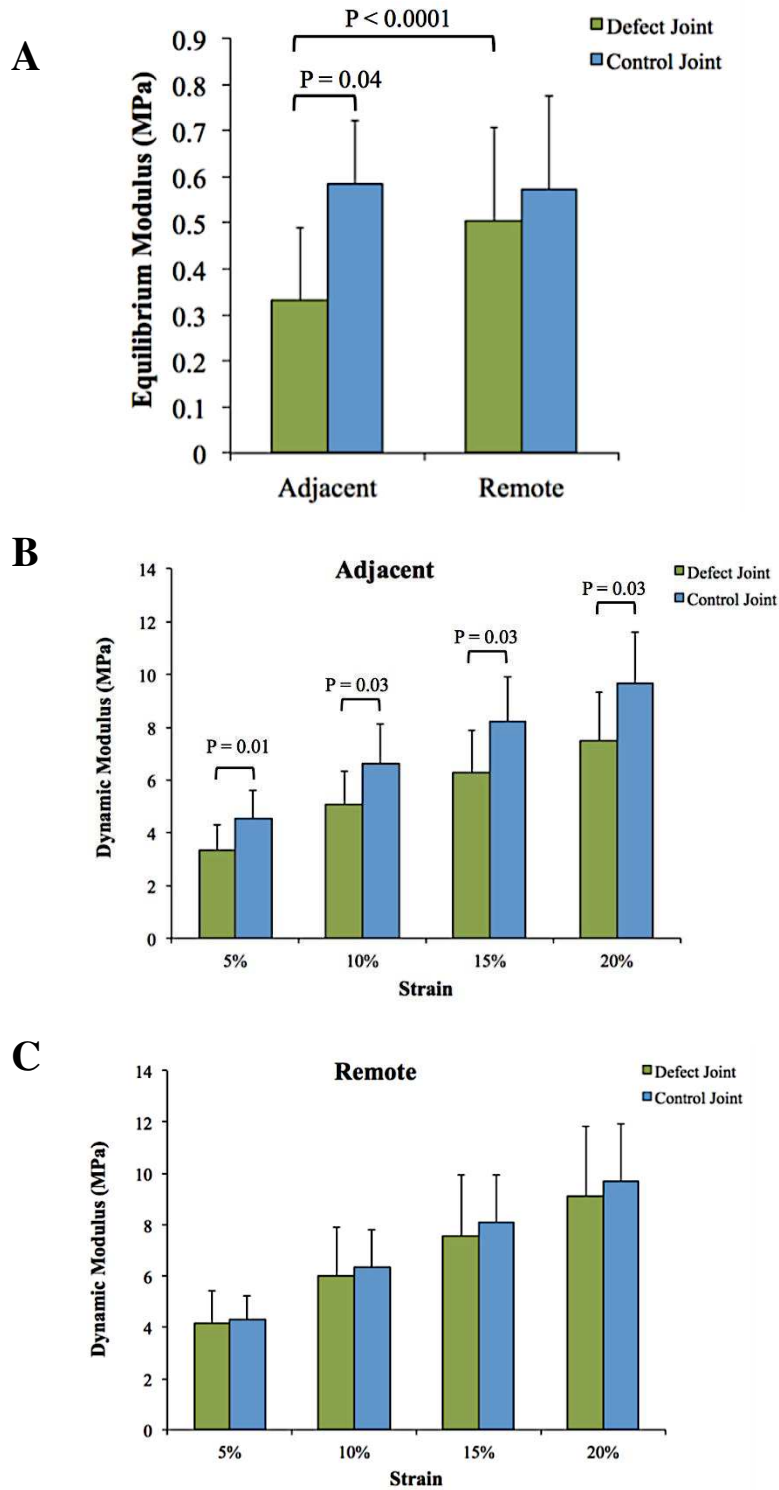 A
P < 0.0001
Defect Joint
Control Joint
P = 0.04
Equilibrium Modulus (MPa)
0.9
0.8
0.7
0.6
0.5
0.4
0.3
0.2
0.1
0
Adjacent Remote
B
Adjacent
Defect Joint
Control Joint
P = 0.03
P = 0.03
P = 0.03
P = 0.01
Dynamic Modulus (MPa)
14
12
10
8
6
4
2
0
5% 10% 15% 20%
Strain
C
Remote
Defect Joint
Control Joint
Dynamic Modulus (MPa)
14
12
10
8
6
4
2
0
5% 10% 15% 20%
Strain